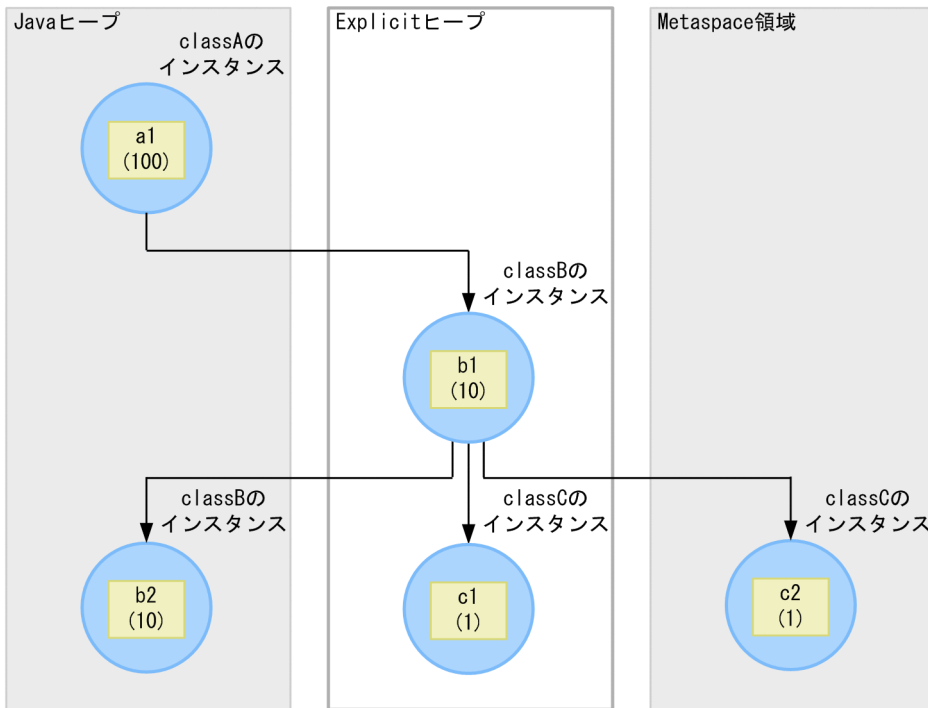 Javaヒープ
Explicitヒープ
Metaspace領域
classAの
インスタンス
a1
(100)
classBの
インスタンス
b1
(10)
classBの
インスタンス
classCの
インスタンス
classCの
インスタンス
b2
(10)
c1
(1)
c2
(1)